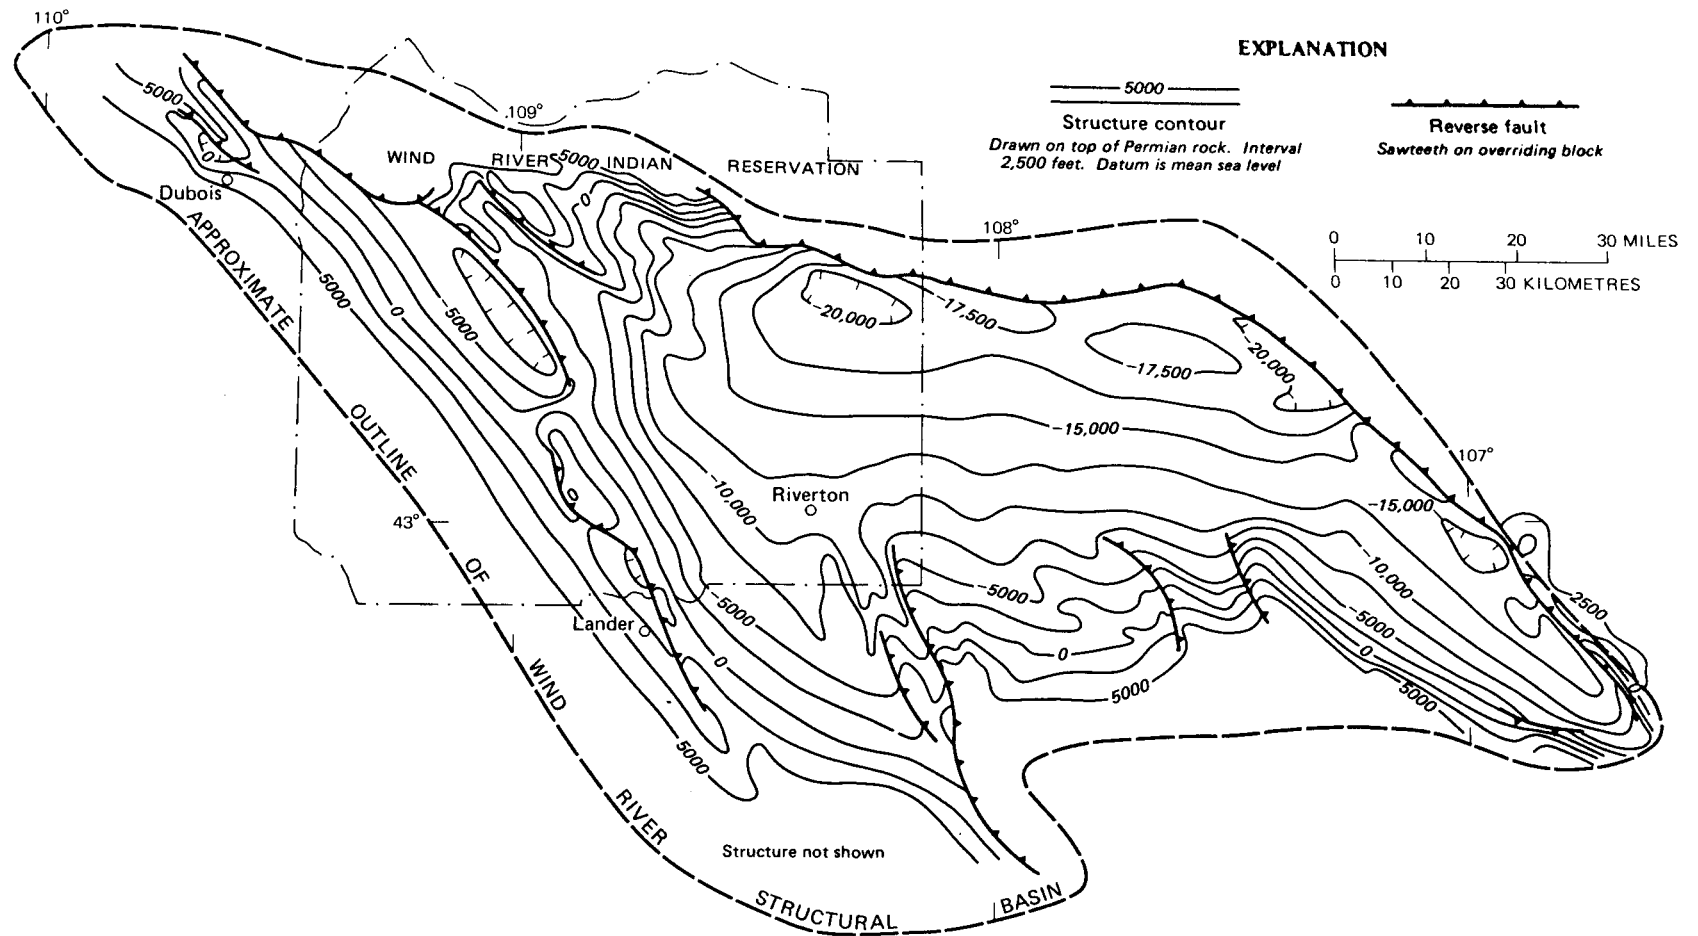 110°
EXPLANATION
5000
Structure contour
Drawn on top of Permian rock. Interval
2,500 feet. Datum is mean sea level
Reverse fault
Sawteeth on overriding block
0 10 20 30 MILES
0 10 20 30 KILOMETRES
5000
0
Dubois
109°
WIND RIVER INDIAN RESERVATION
5000
0
108°
APPROXIMATE OUTLINE OF WIND RIVER STRUCTURAL BASIN
5000
0
-5000
-20,000
-17,500
-17,500
-20,000
-15,000
107°
-15,000
-10,000
Riverton
43°
0
-10,000
-5000
-5000
-2500
-5000
Lander
0
0
0
5000
5000
0
5000
Structure not shown